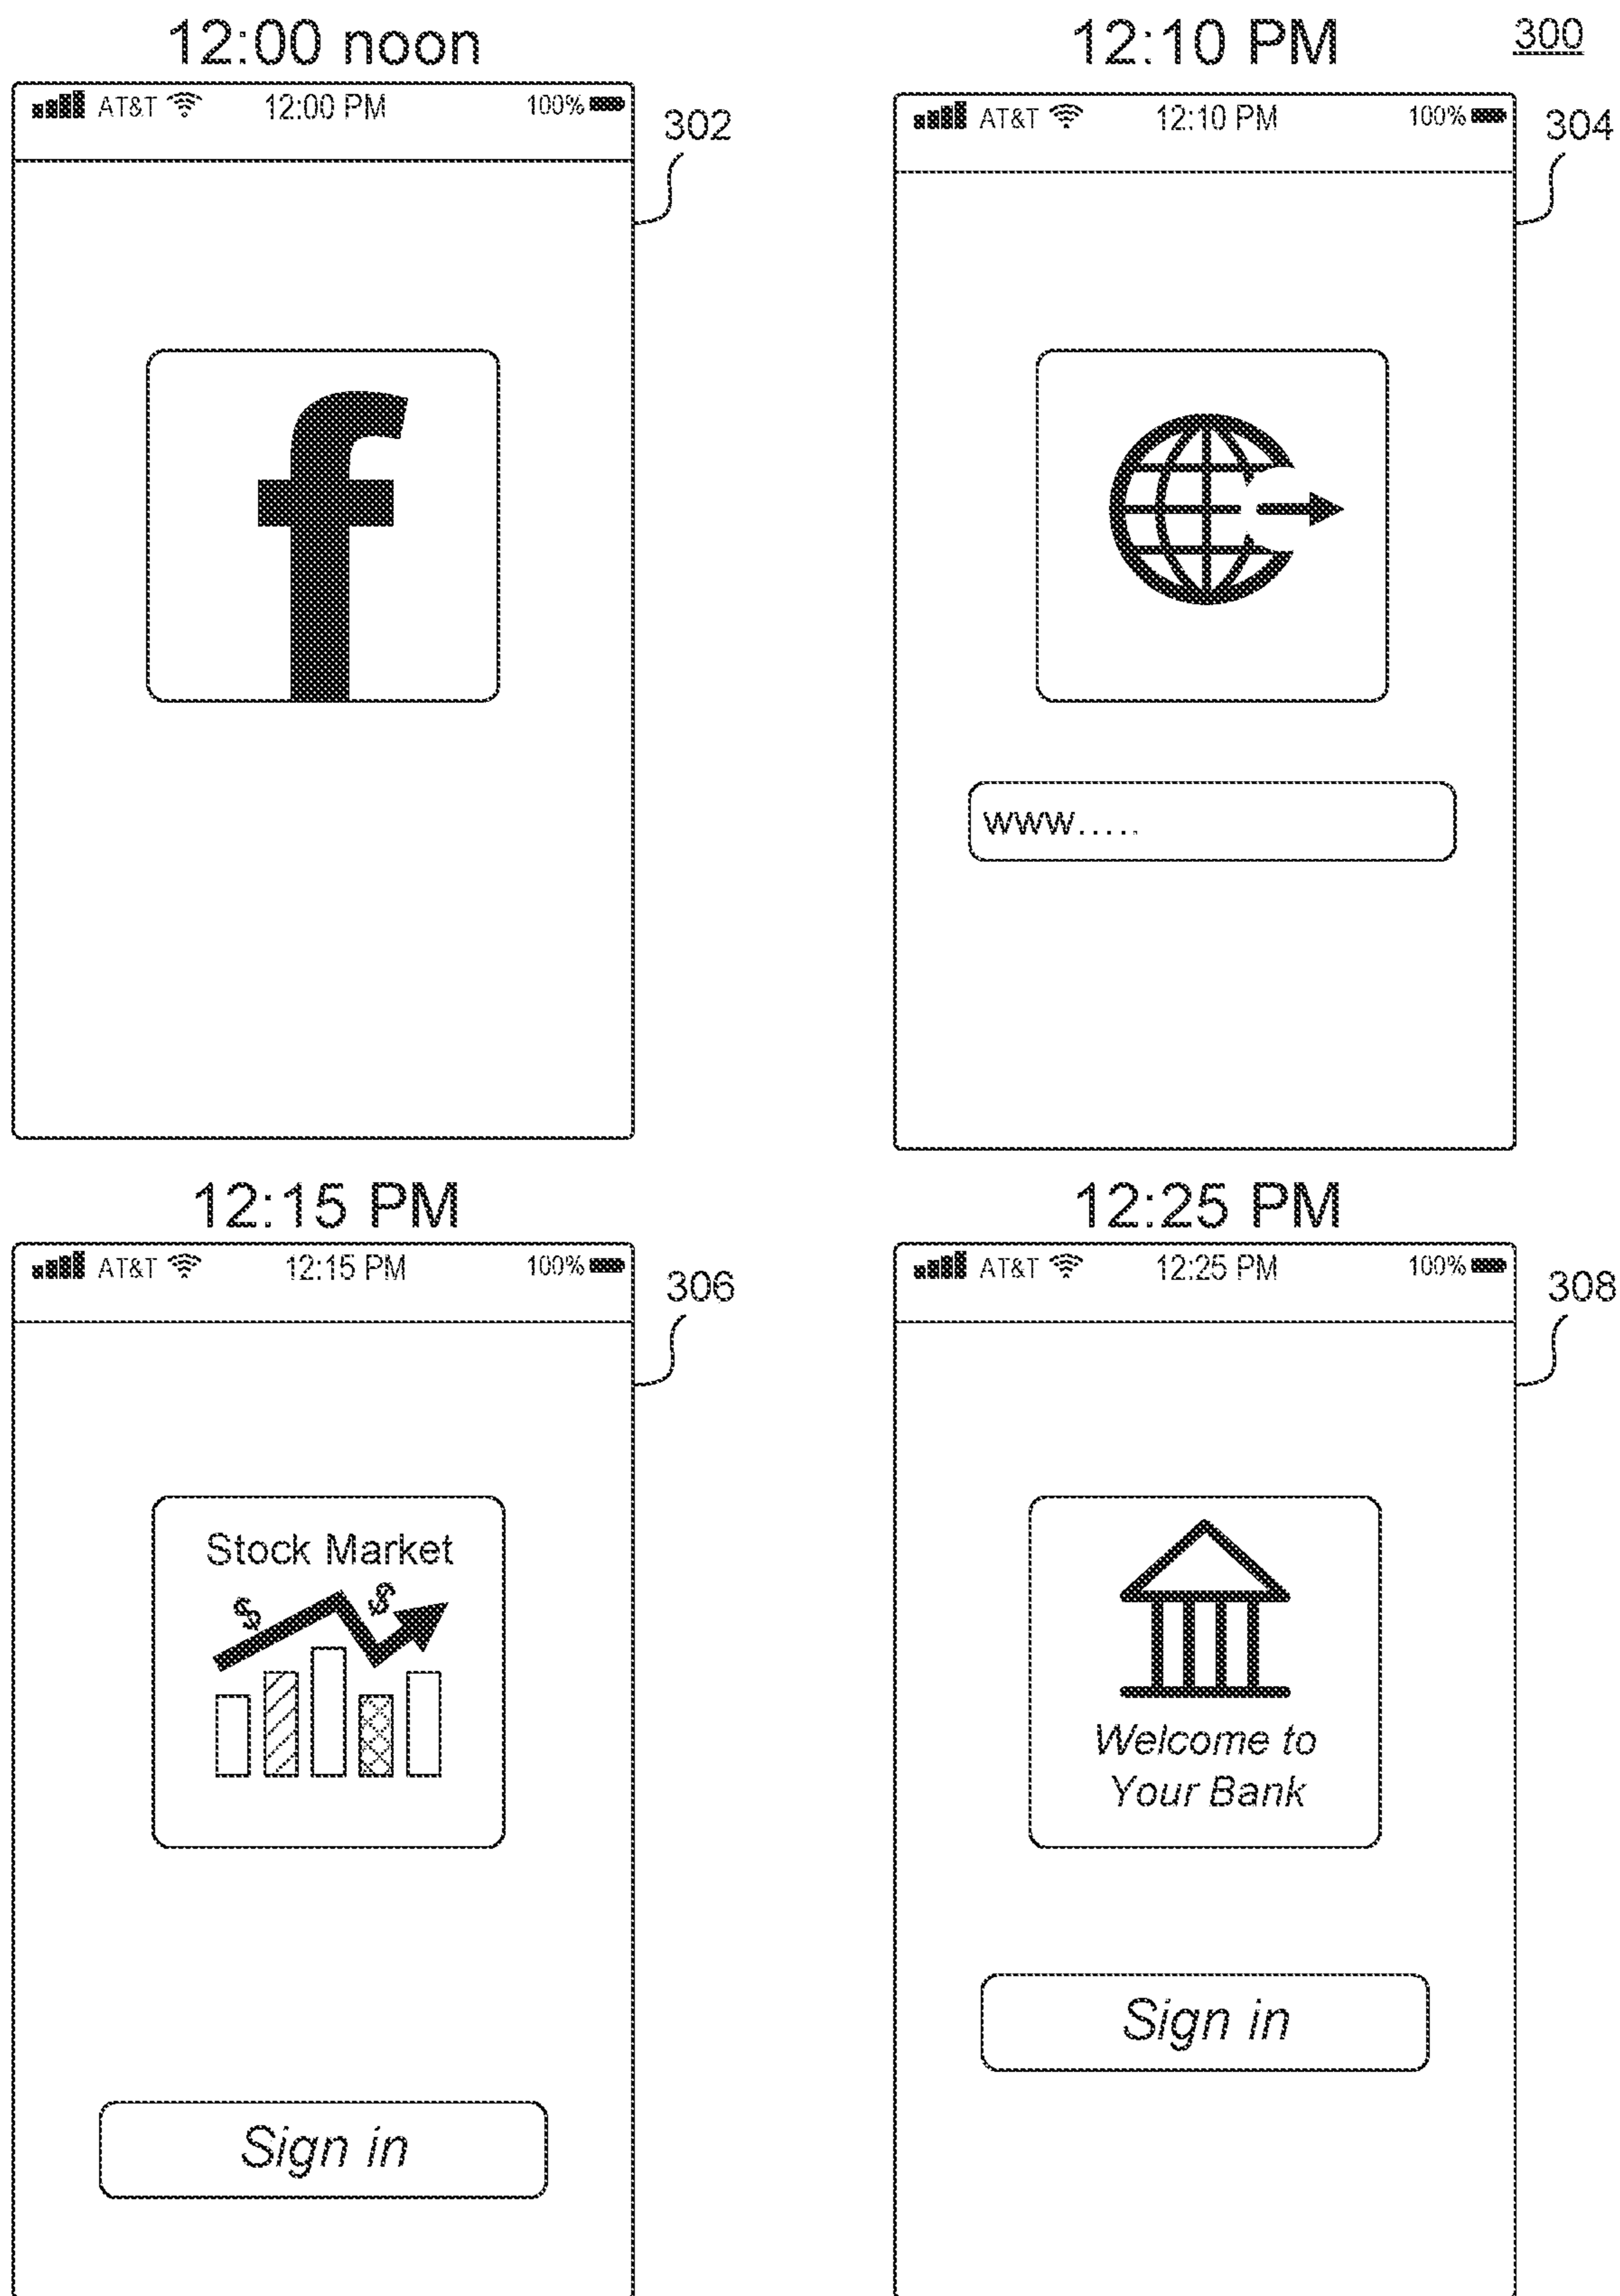 12:00 noon
12:10 PM
300
AT&T 12:00 PM 100%
302
AT&T 12:10 PM 100%
304
f
www.....
12:15 PM
12:25 PM
AT&T 12:15 PM 100%
306
AT&T 12:25 PM 100%
308
Stock Market
$ $
Sign in
Welcome to
Your Bank
Sign in